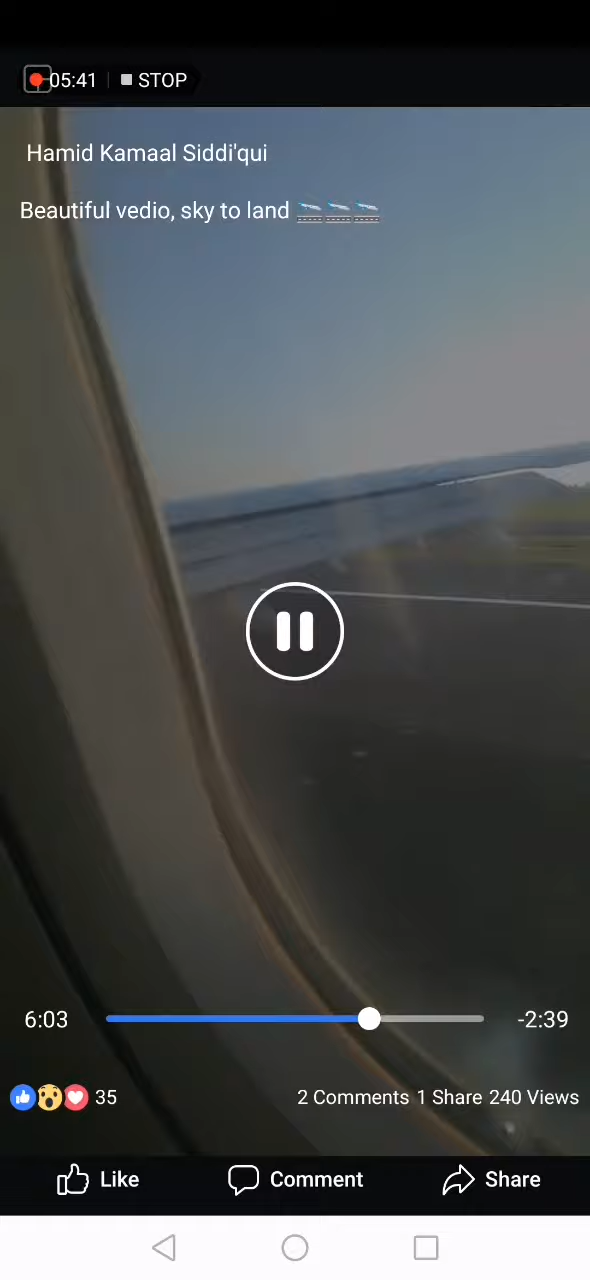 05:41 STOP
Hamid Kamaal Siddi'qui
Beautiful vedio, sky to land 🛬🛬🛬
6:03 -2:39
35 2 Comments 1 Share 240 Views
Like Comment Share